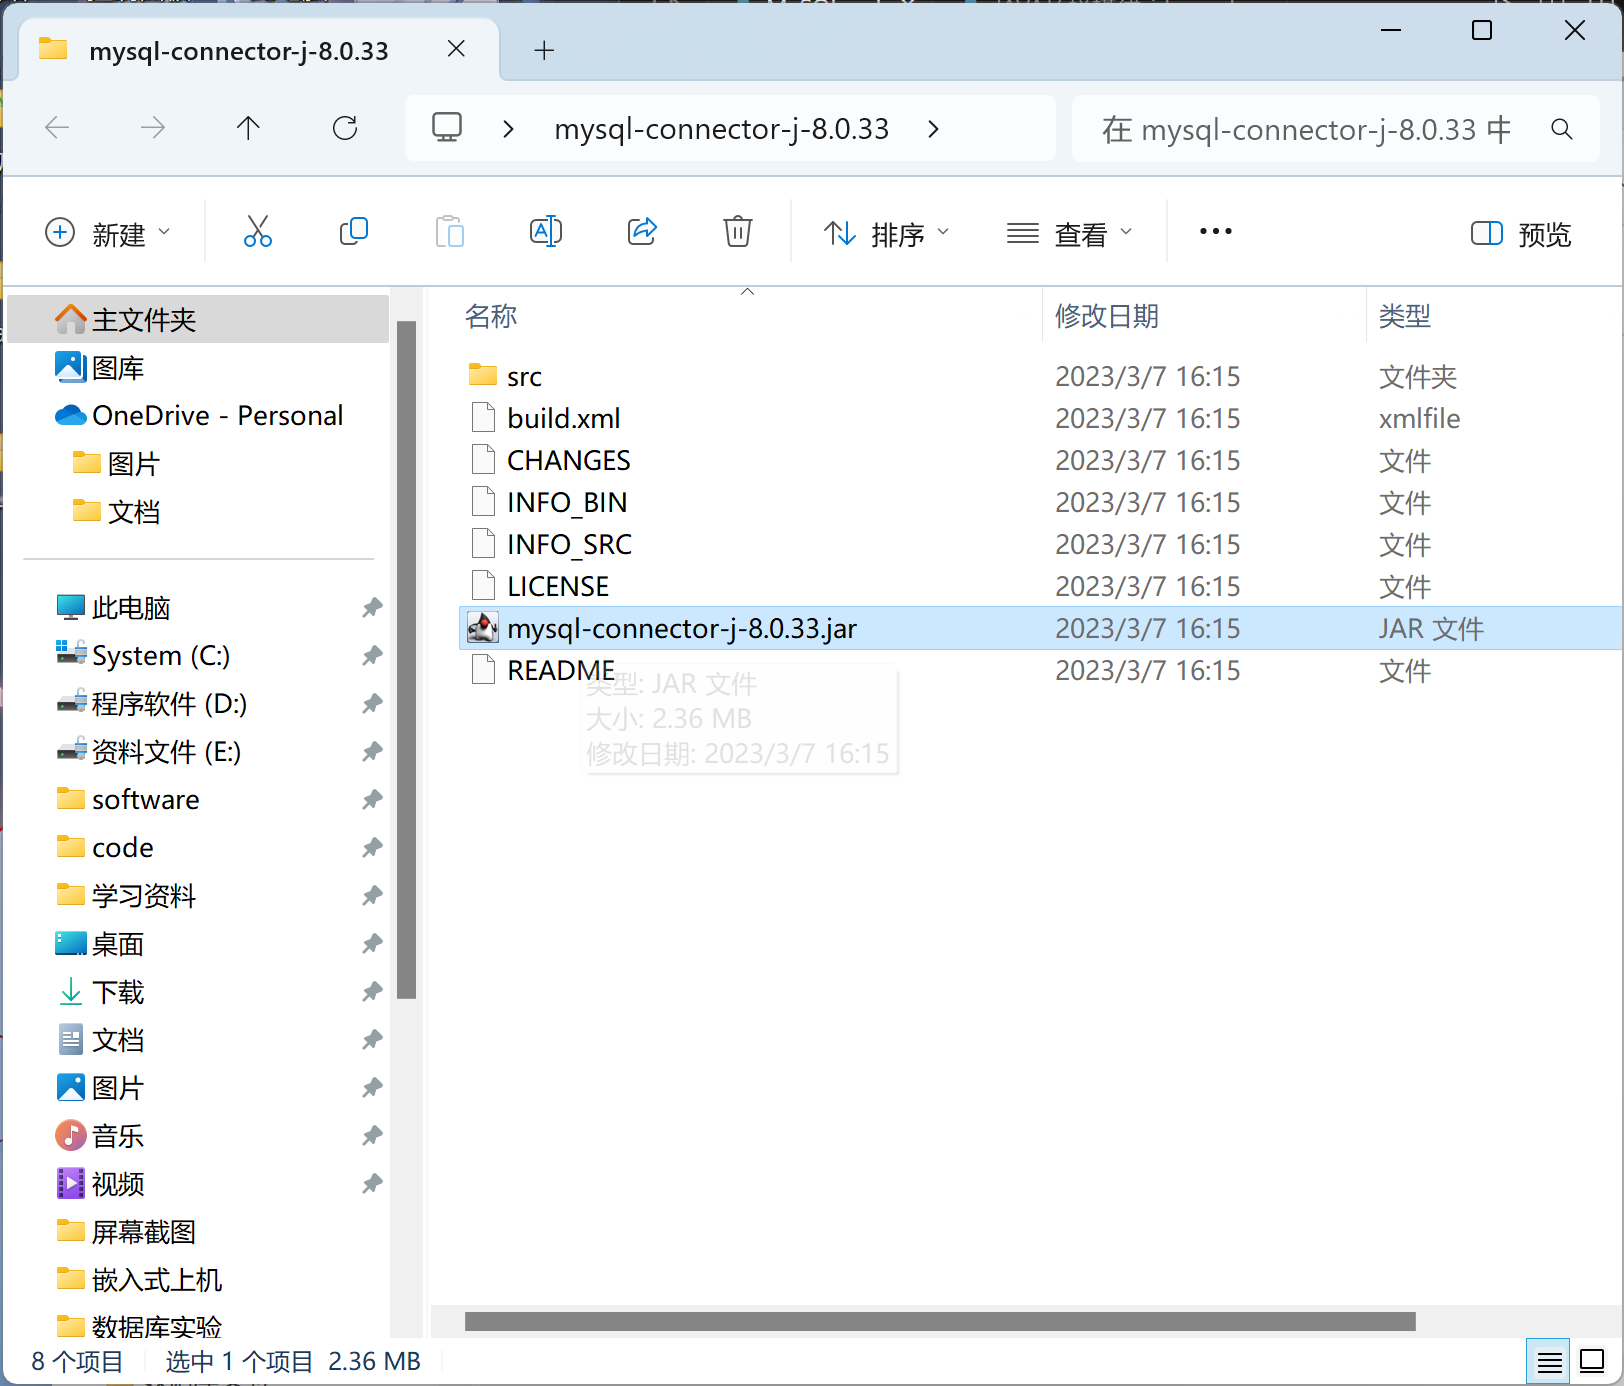 mysql-connector-j-8.0.33
mysql-connector-j-8.0.33
在 mysql-connector-j-8.0.33 中
新建
排序
查看
预览
主文件夹
图库
OneDrive - Personal
图片
文档
此电脑
System (C:)
程序软件 (D:)
资料文件 (E:)
software
code
学习资料
桌面
下载
文档
图片
音乐
视频
屏幕截图
嵌入式上机
数据库实验
名称 修改日期 类型
src 2023/3/7 16:15 文件夹
build.xml 2023/3/7 16:15 xmlfile
CHANGES 2023/3/7 16:15 文件
INFO_BIN 2023/3/7 16:15 文件
INFO_SRC 2023/3/7 16:15 文件
LICENSE 2023/3/7 16:15 文件
mysql-connector-j-8.0.33.jar 2023/3/7 16:15 JAR 文件
README 2023/3/7 16:15 文件
类型: JAR 文件
大小: 2.36 MB
修改日期: 2023/3/7 16:15
8 个项目 选中 1 个项目 2.36 MB